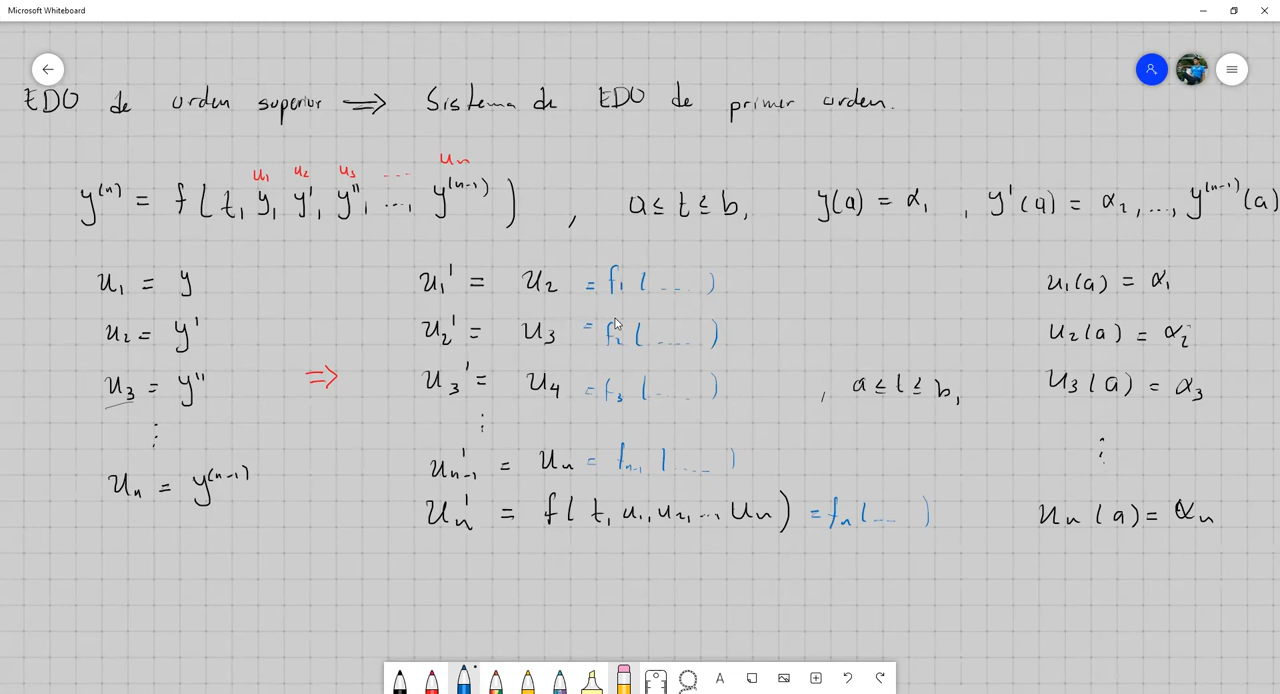 Microsoft Whiteboard
EDO de orden superior ⟹ Sistema de EDO de primer orden.
u₁ u₂ u₃ ... uₙ
y⁽ⁿ⁾ = f(t, y, y', y'', ..., y⁽ⁿ⁻¹⁾), a ≤ t ≤ b, y(a) = α₁, y'(a) = α₂, ..., y⁽ⁿ⁻¹⁾(a)
u₁ = y u₁' = u₂ = f₁(....) u₁(a) = α₁
u₂ = y' u₂' = u₃ = f₂(....) u₂(a) = α₂
u₃ = y'' ⇒ u₃' = u₄ = f₃(....) , a ≤ t ≤ b, u₃(a) = α₃
⋮ ⋮ ⋮
uₙ₋₁' = uₙ = fₙ₋₁(....)
uₙ = y⁽ⁿ⁻¹⁾ uₙ' = f(t, u₁, u₂, ..., uₙ) = fₙ(....) uₙ(a) = αₙ
A